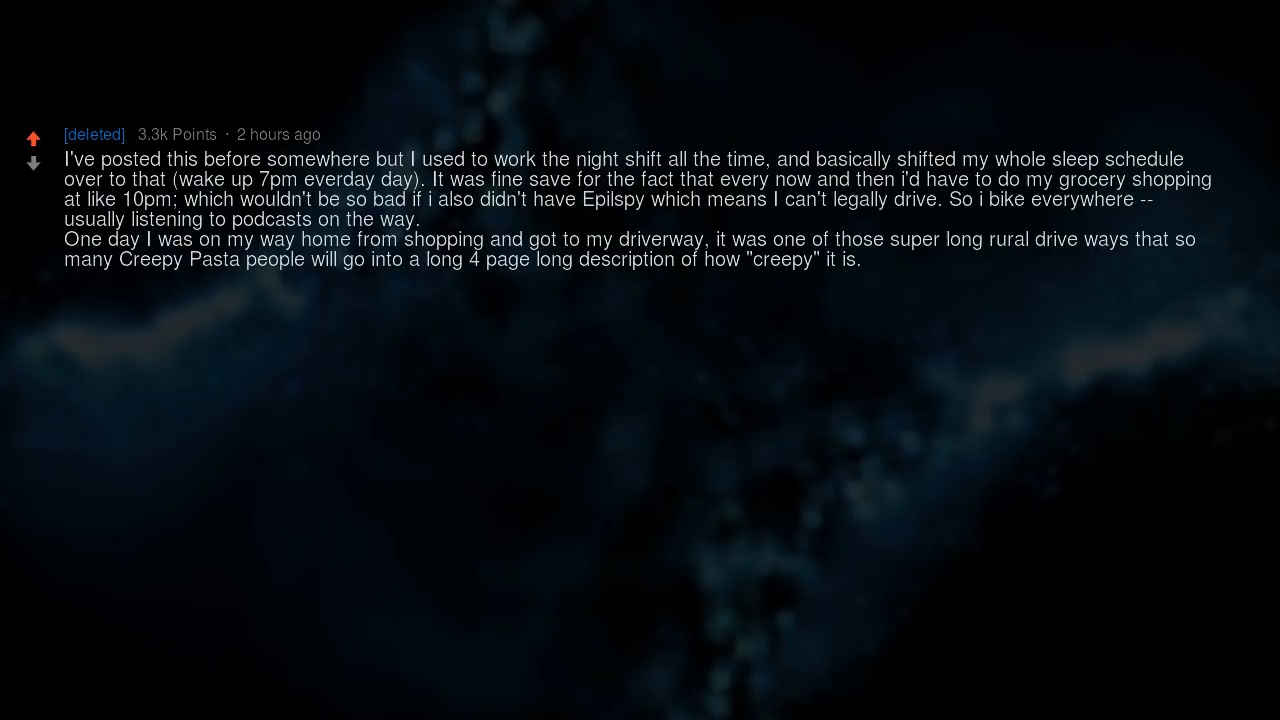 [deleted] 3.3k Points · 2 hours ago
I've posted this before somewhere but I used to work the night shift all the time, and basically shifted my whole sleep schedule
over to that (wake up 7pm everday day). It was fine save for the fact that every now and then i'd have to do my grocery shopping
at like 10pm; which wouldn't be so bad if i also didn't have Epilspy which means I can't legally drive. So i bike everywhere --
usually listening to podcasts on the way.
One day I was on my way home from shopping and got to my driverway, it was one of those super long rural drive ways that so
many Creepy Pasta people will go into a long 4 page long description of how "creepy" it is.